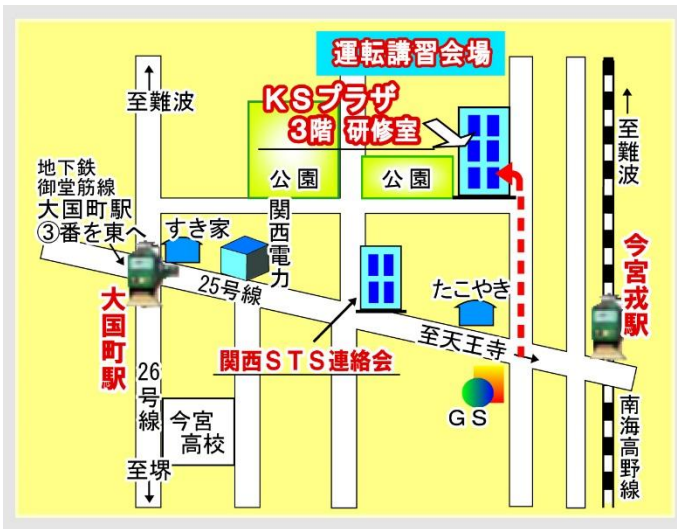 運転講習会場
KSプラザ
3階 研修室
至難波
至難波
公園
公園
地下鉄
御堂筋線
大国町駅
③番を東へ
すき家
関西電力
25号線
たこやき
今宮戎駅
大国町駅
関西STS連絡会
至天王寺
26号線
今宮
高校
GS
南海高野線
至堺